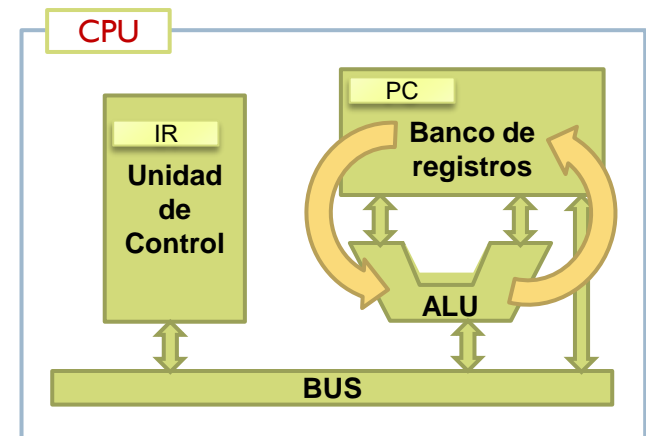 CPU
PC
IR
Banco de
registros
Unidad
de
Control
ALU
BUS